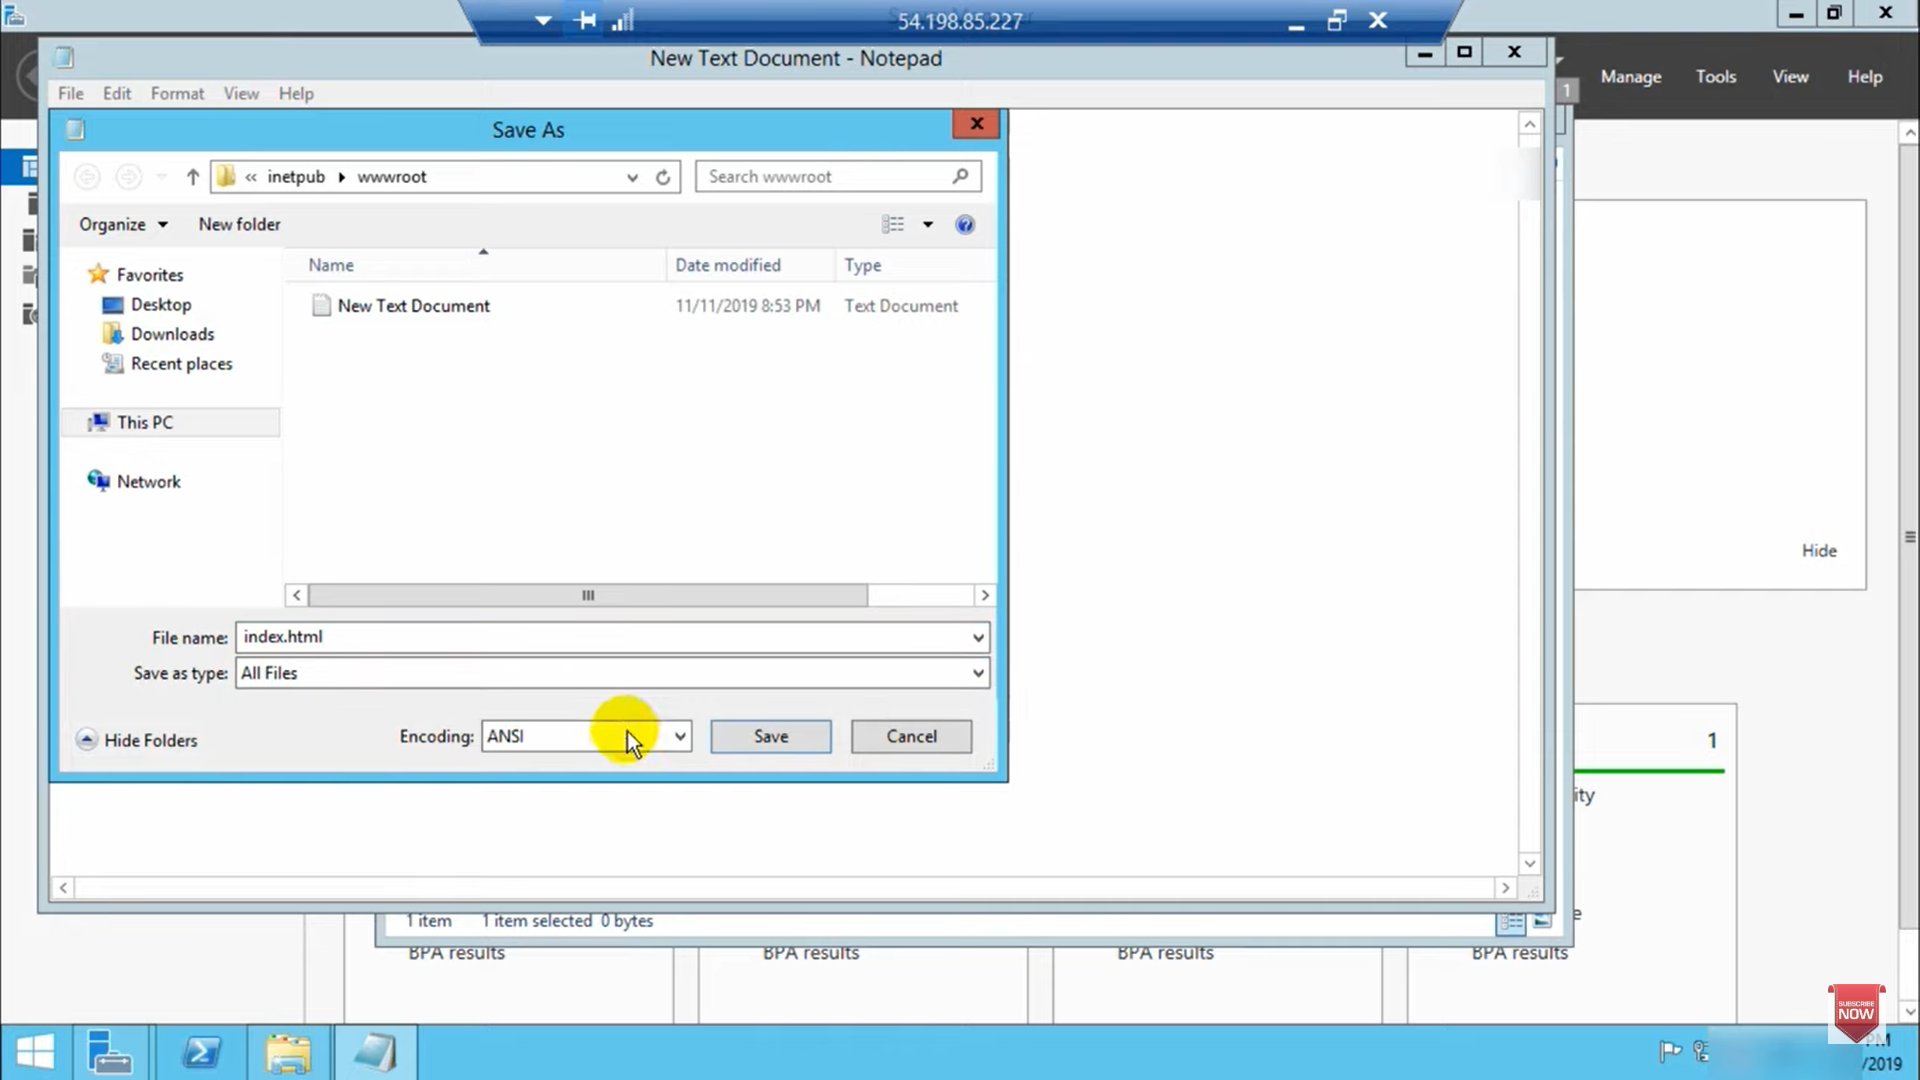 54.198.85.227
New Text Document - Notepad
File Edit Format View Help
Manage Tools View Help
1
Save As
« inetpub wwwroot
Search wwwroot
Organize New folder
Name Date modified Type
New Text Document 11/11/2019 8:53 PM Text Document
Favorites
Desktop
Downloads
Recent places
This PC
Network
Hide
File name: index.html
Save as type: All Files
Hide Folders Encoding: ANSI Save Cancel
1
ity
e
1 item 1 item selected 0 bytes
BPA results BPA results BPA results BPA results
SUBSCRIBE
NOW
PM
/2019